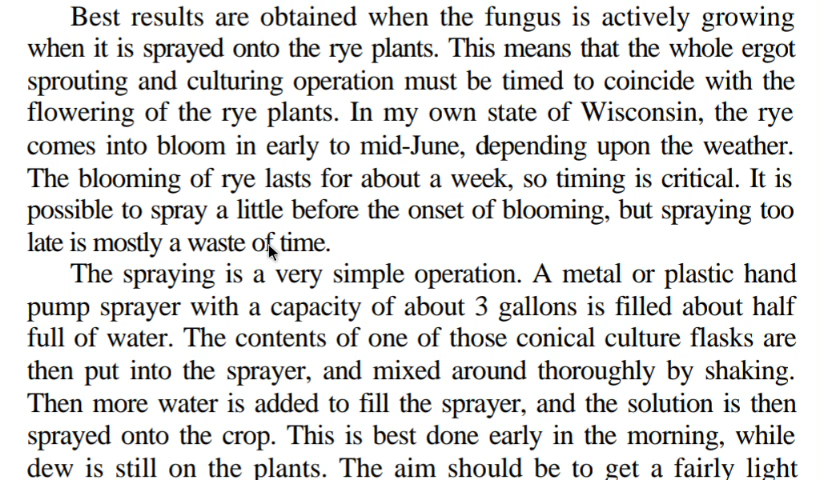 Best results are obtained when the fungus is actively growing
when it is sprayed onto the rye plants. This means that the whole ergot
sprouting and culturing operation must be timed to coincide with the
flowering of the rye plants. In my own state of Wisconsin, the rye
comes into bloom in early to mid-June, depending upon the weather.
The blooming of rye lasts for about a week, so timing is critical. It is
possible to spray a little before the onset of blooming, but spraying too
late is mostly a waste of time.
The spraying is a very simple operation. A metal or plastic hand
pump sprayer with a capacity of about 3 gallons is filled about half
full of water. The contents of one of those conical culture flasks are
then put into the sprayer, and mixed around thoroughly by shaking.
Then more water is added to fill the sprayer, and the solution is then
sprayed onto the crop. This is best done early in the morning, while
dew is still on the plants. The aim should be to get a fairly light